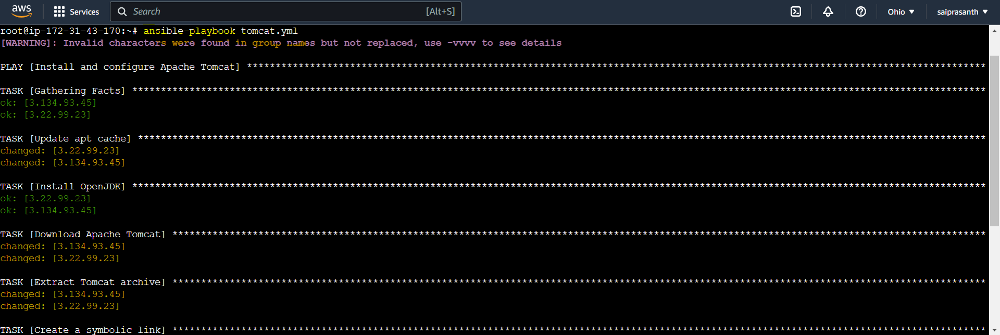 aws Services Search [Alt+S] Ohio saiprasanth
root@ip-172-31-43-170:~# ansible-playbook tomcat.yml
[WARNING]: Invalid characters were found in group names but not replaced, use -vvvv to see details
PLAY [Install and configure Apache Tomcat] *********************************************************************************************************************************
TASK [Gathering Facts] *****************************************************************************************************************************************************
ok: [3.134.93.45]
ok: [3.22.99.23]
TASK [Update apt cache] ****************************************************************************************************************************************************
changed: [3.22.99.23]
changed: [3.134.93.45]
TASK [Install OpenJDK] *****************************************************************************************************************************************************
ok: [3.22.99.23]
ok: [3.134.93.45]
TASK [Download Apache Tomcat] **********************************************************************************************************************************************
changed: [3.134.93.45]
changed: [3.22.99.23]
TASK [Extract Tomcat archive] **********************************************************************************************************************************************
changed: [3.134.93.45]
changed: [3.22.99.23]
TASK [Create a symbolic link] **********************************************************************************************************************************************